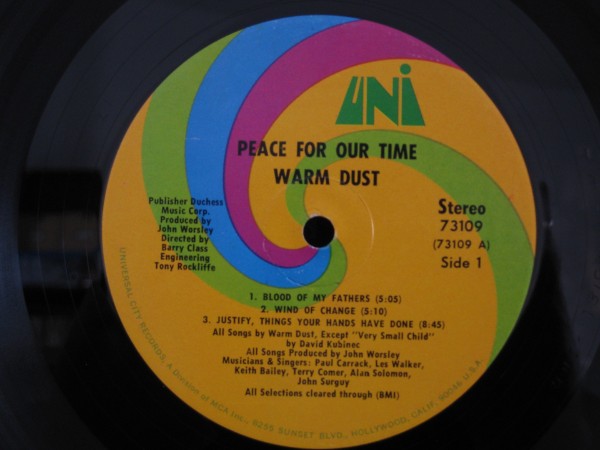 UNi
PEACE FOR OUR TIME
WARM DUST
Publisher Duchess
Music Corp.
Produced by
John Worsley
Directed by
Barry Class
Engineering
Tony Rockliffe
Stereo
73109
(73109 A)
Side 1
1. BLOOD OF MY FATHERS (5:05)
2. WIND OF CHANGE (5:10)
3. JUSTIFY, THINGS YOUR HANDS HAVE DONE (8:45)
All Songs by Warm Dust, Except "Very Small Child"
by David Kubinec
All Songs Produced by John Worsley
Musicians & Singers: Paul Carrack, Les Walker,
Keith Bailey, Terry Comer, Alan Solomon,
John Surguy
All Selections cleared through (BMI)
UNIVERSAL CITY RECORDS, A Division of MCA Inc., 9255 SUNSET BLVD., HOLLYWOOD, CALIF. 90046 U.S.A.